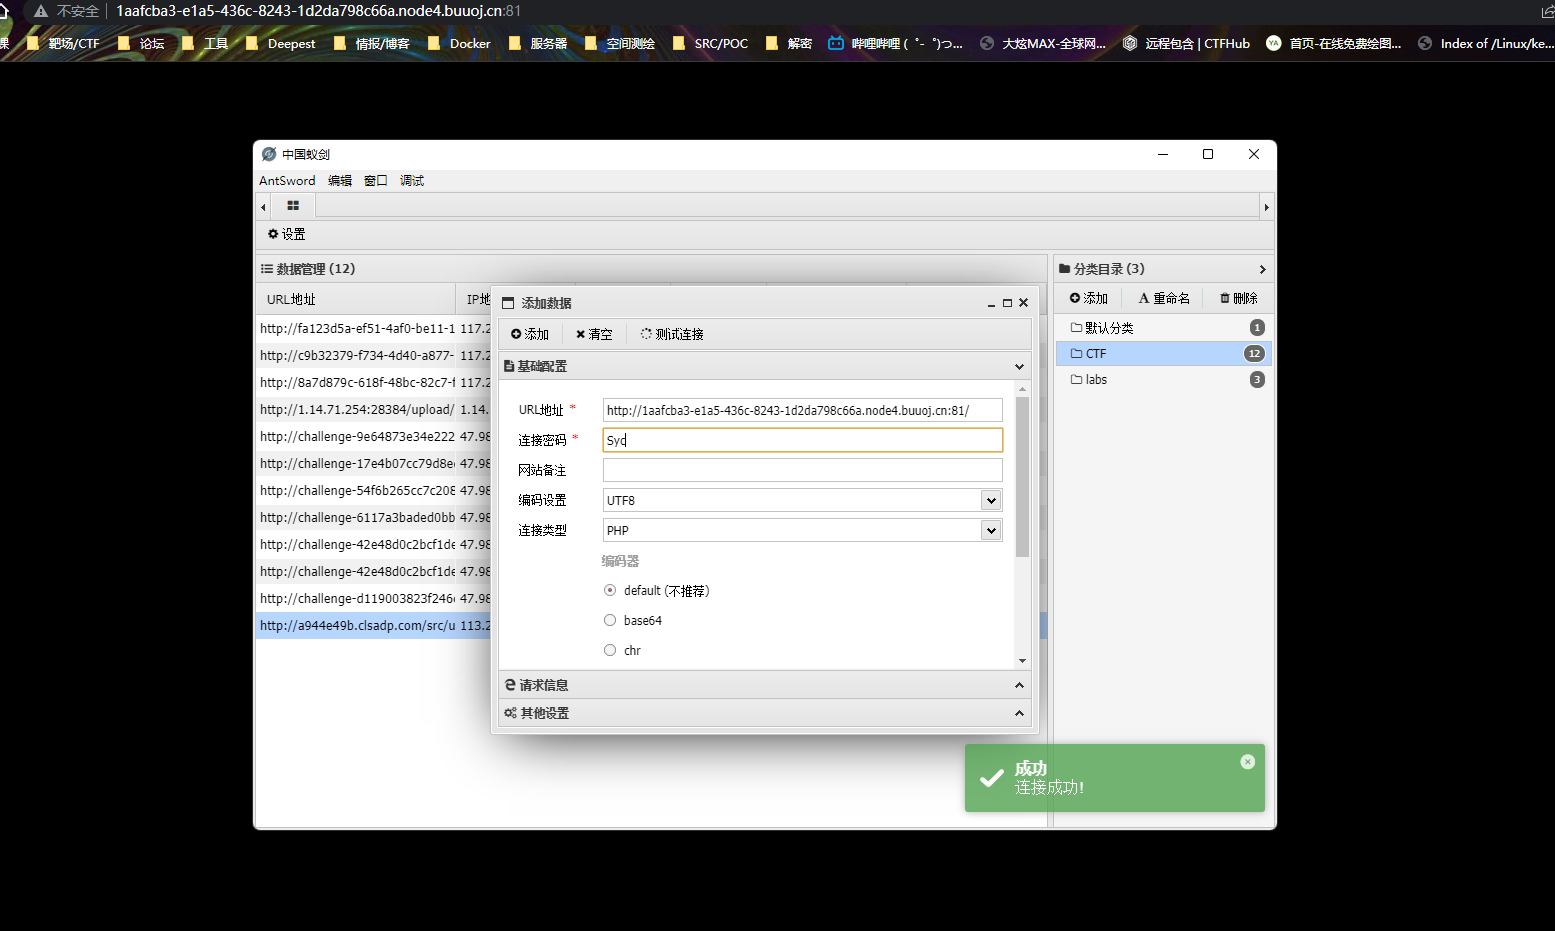 不安全 1aafcba3-e1a5-436c-8243-1d2da798c66a.node4.buuoj.cn:81
课 靶场/CTF 论坛 工具 Deepest 情报/博客 Docker 服务器 空间测绘 SRC/POC 解密 哔哩哔哩 ( ゜- ゜)つ... 大炫MAX-全球网... 远程包含 | CTFHub YA 首页-在线免费绘图... Index of /Linux/ke...
中国蚁剑
AntSword 编辑 窗口 调试
设置
数据管理 (12)
分类目录 (3)
URL地址 IP地
添加 重命名 删除
http://fa123d5a-ef51-4af0-be11-1 117.2
http://c9b32379-f734-4d40-a877- 117.2
http://8a7d879c-618f-48bc-82c7-f 117.2
http://1.14.71.254:28384/upload/ 1.14.
http://challenge-9e64873e34e222 47.98
http://challenge-17e4b07cc79d8e 47.98
http://challenge-54f6b265cc7c208 47.98
http://challenge-6117a3baded0bb 47.98
http://challenge-42e48d0c2bcf1de 47.98
http://challenge-42e48d0c2bcf1de 47.98
http://challenge-d119003823f246 47.98
http://a944e49b.clsadp.com/src/u 113.2
默认分类 1
CTF 12
labs 3
添加数据
添加 清空 测试连接
基础配置
URL地址 * http://1aafcba3-e1a5-436c-8243-1d2da798c66a.node4.buuoj.cn:81/
连接密码 * Syc
网站备注
编码设置 UTF8
连接类型 PHP
编码器
default (不推荐)
base64
chr
请求信息
其他设置
成功
连接成功!